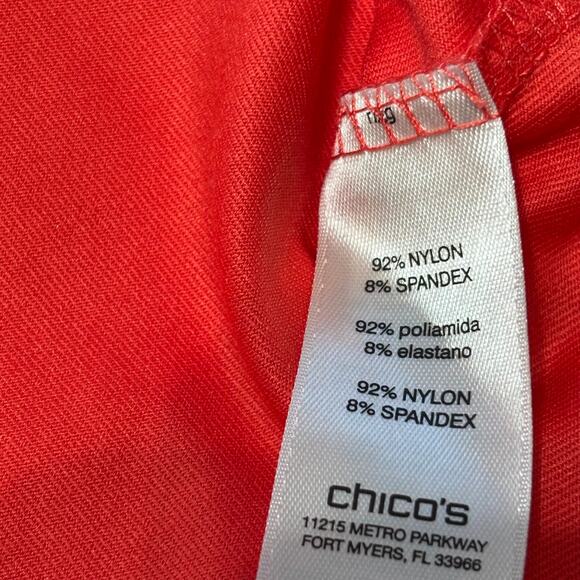 92% NYLON
8% SPANDEX
92% poliamida
8% elastano
92% NYLON
8% SPANDEX
chico's
11215 METRO PARKWAY
FORT MYERS, FL 33966